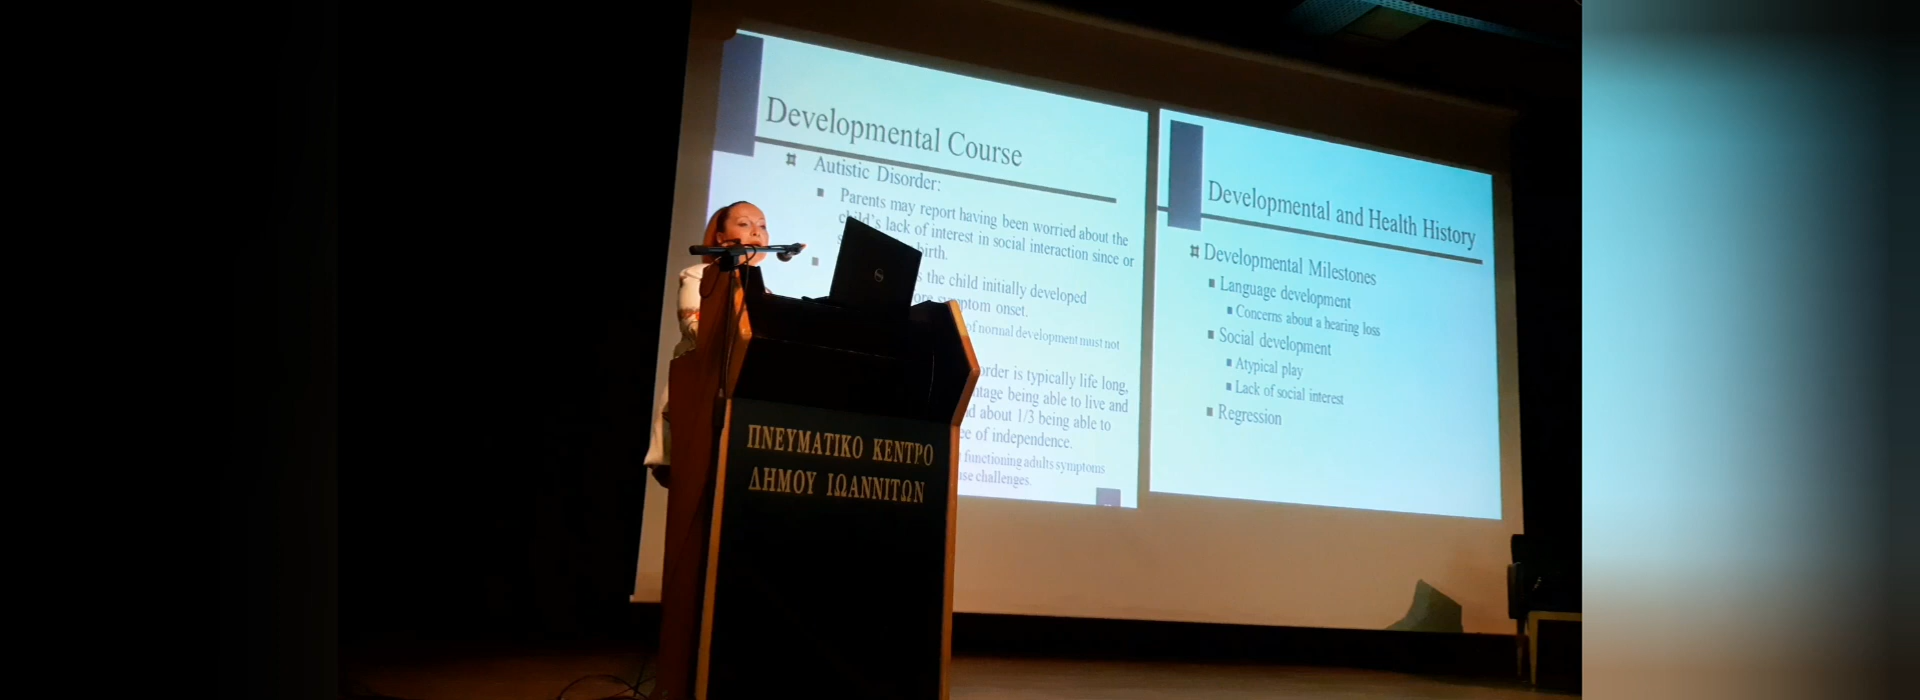 Developmental Course
Autistic Disorder:
Parents may report having been worried about the
child's lack of interest in social interaction since or
birth.
the child initially developed
symptom onset.
of normal development must not
is typically life long,
being able to live and
about 1/3 being able to
of independence.
functioning adults symptoms
challenges.
Developmental and Health History
Developmental Milestones
Language development
Concerns about a hearing loss
Social development
Atypical play
Lack of social interest
Regression
ΠΝΕΥΜΑΤΙΚΟ ΚΕΝΤΡΟ
ΔΗΜΟΥ ΙΩΑΝΝΙΤΩΝ